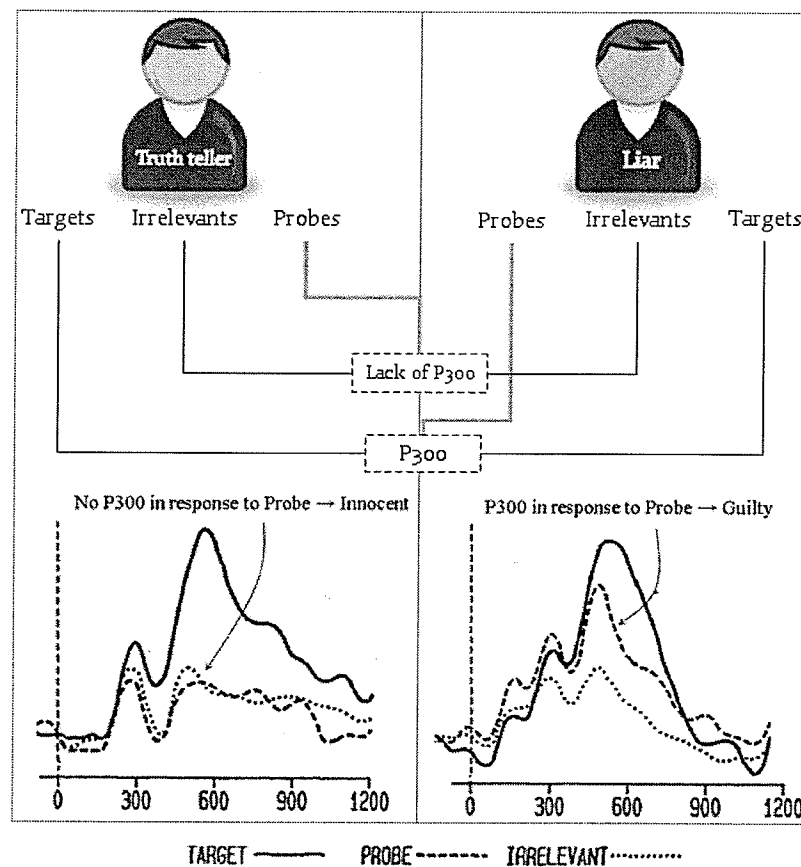 Truth teller
Liar
Targets Irrelevants Probes
Probes Irrelevants Targets
Lack of P300
P300
No P300 in response to Probe → Innocent
P300 in response to Probe → Guilty
0 300 600 900 1200
0 300 600 900 1200
TARGET PROBE IRRELEVANT